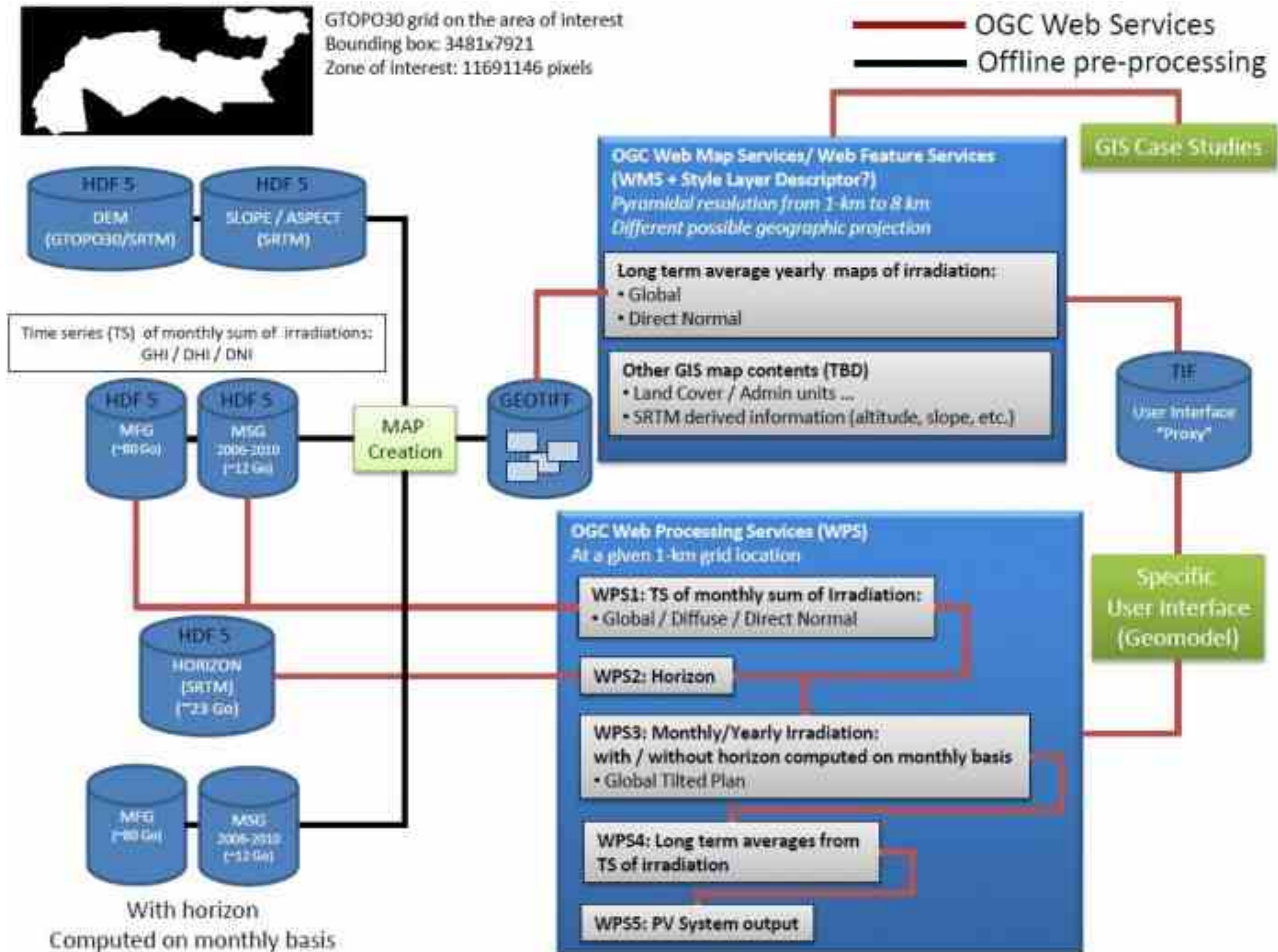 GTOPO30 grid on the area of interest
Bounding box: 3481x7921
Zone of interest: 11691146 pixels
OGC Web Services
Offline pre-processing
GIS Case Studies
OGC Web Map Services/ Web Feature Services
(WMS + Style Layer Descriptor?)
Pyramidal resolution from 1-km to 8 km
Different possible geographic projection
Long term average yearly maps of irradiation:
• Global
• Direct Normal
Other GIS map contents (TBD)
• Land Cover / Admin units ...
• SRTM derived information (altitude, slope, etc.)
HDF 5
DEM
(GTOPO30/SRTM)
HDF 5
SLOPE / ASPECT
(SRTM)
Time series (TS) of monthly sum of irradiations:
GHI / DHI / DNI
HDF 5
MFG
(~80 Go)
HDF 5
MSG
2006-2010
(~12 Go)
MAP
Creation
GEOTIFF
TIF
User Interface
"Proxy"
Specific
User Interface
(Geomodel)
OGC Web Processing Services (WPS)
At a given 1-km grid location
WPS1: TS of monthly sum of Irradiation:
• Global / Diffuse / Direct Normal
WPS2: Horizon
WPS3: Monthly/Yearly Irradiation:
with / without horizon computed on monthly basis
• Global Tilted Plan
WPS4: Long term averages from
TS of irradiation
WPS5: PV System output
HDF 5
HORIZON
(SRTM)
(~23 Go)
MFG
(~80 Go)
MSG
2006-2010
(~12 Go)
With horizon
Computed on monthly basis